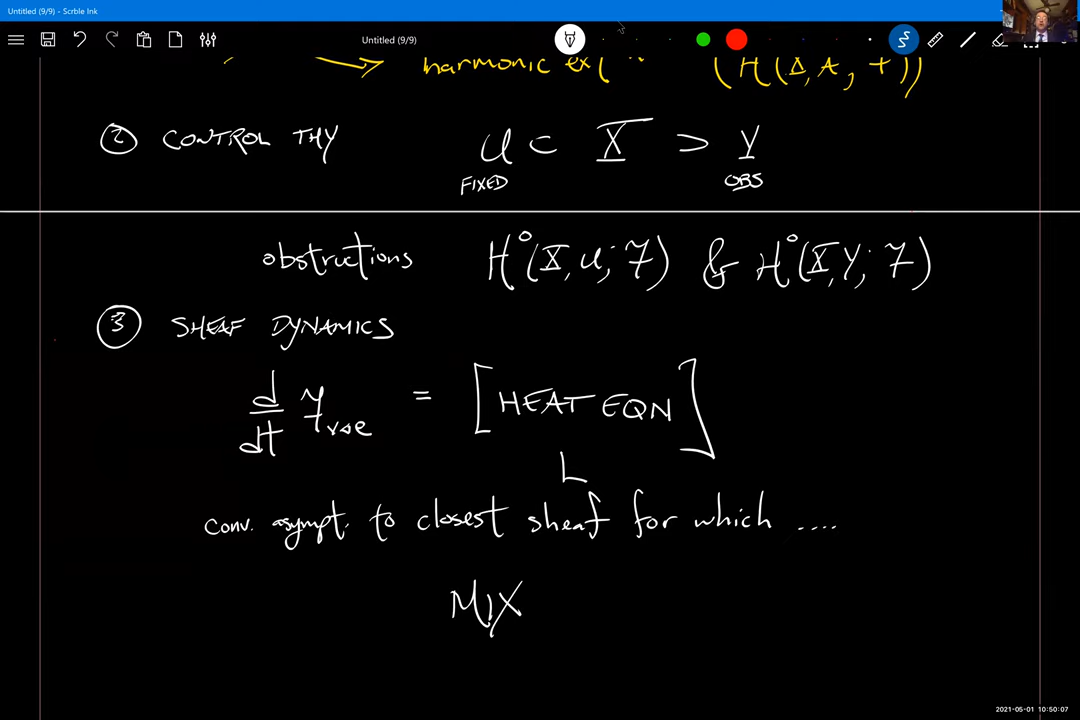 Untitled (9/9) - Scrble Ink
Untitled (9/9)
harmonic ext (H(Δ, A, +))
② CONTROL THY U ⊂ X ⊃ Y
FIXED OBS
obstructions H⁰(X, U; F) & H⁰(X, Y; F)
③ SHEAF DYNAMICS
d/dt F_{v⊴e} = [HEAT EQN]
L
conv. asympt. to closest sheaf for which ....
MIX
2021-05-01 10:50:07